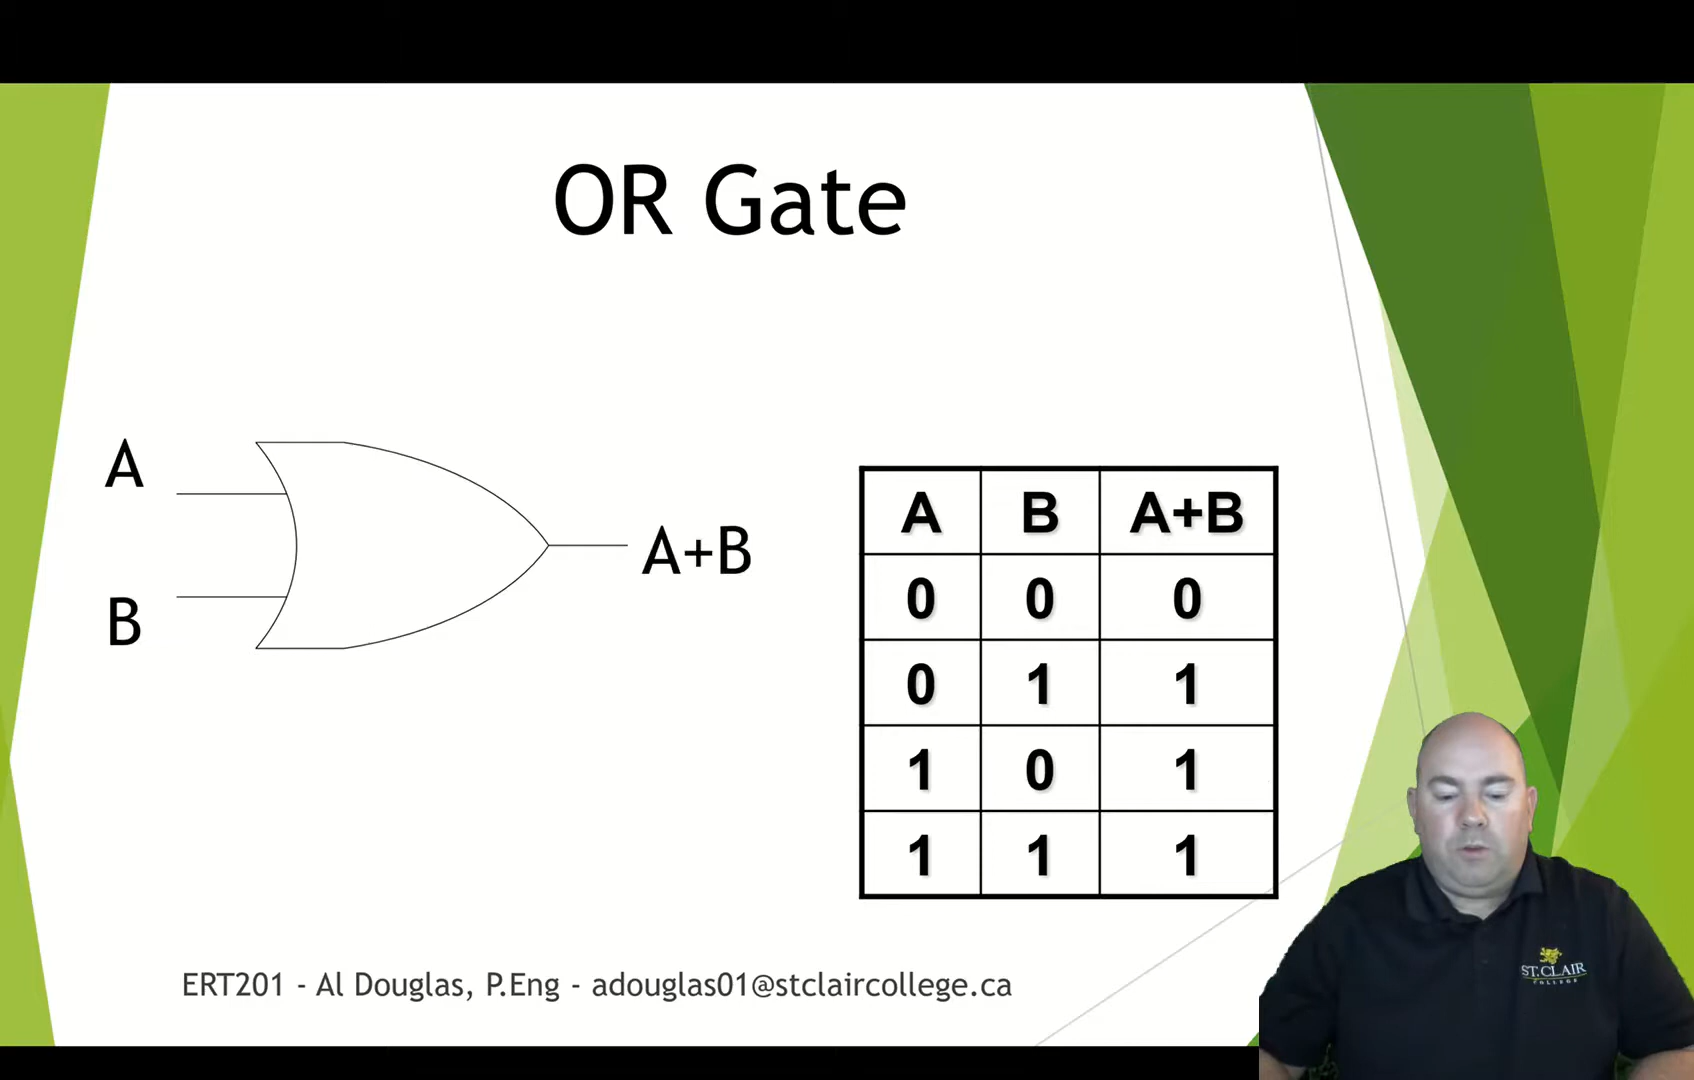 OR Gate
A
B
A+B
A B A+B
0 0 0
0 1 1
1 0 1
1 1 1
ERT201 - Al Douglas, P.Eng - adouglas01@stclaircollege.ca
ST. CLAIR
COLLEGE